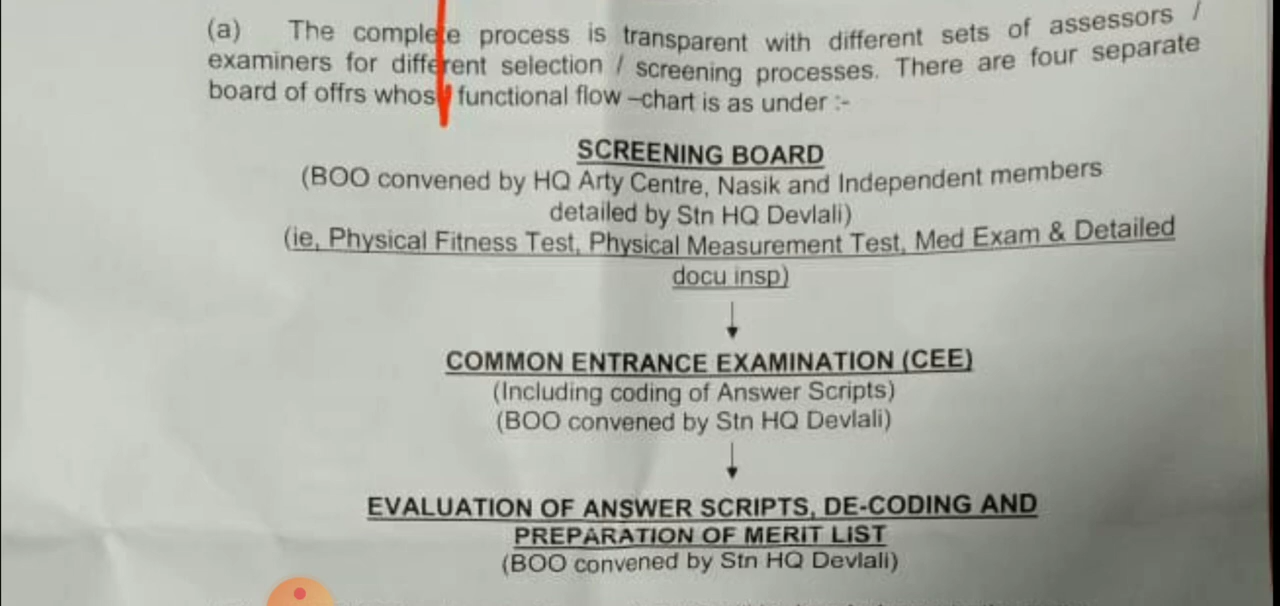 (a) The complete process is transparent with different sets of assessors /
examiners for different selection / screening processes. There are four separate
board of offrs whos functional flow –chart is as under :-
SCREENING BOARD
(BOO convened by HQ Arty Centre, Nasik and Independent members
detailed by Stn HQ Devlali)
(ie, Physical Fitness Test, Physical Measurement Test, Med Exam & Detailed
docu insp)
COMMON ENTRANCE EXAMINATION (CEE)
(Including coding of Answer Scripts)
(BOO convened by Stn HQ Devlali)
EVALUATION OF ANSWER SCRIPTS, DE-CODING AND
PREPARATION OF MERIT LIST
(BOO convened by Stn HQ Devlali)